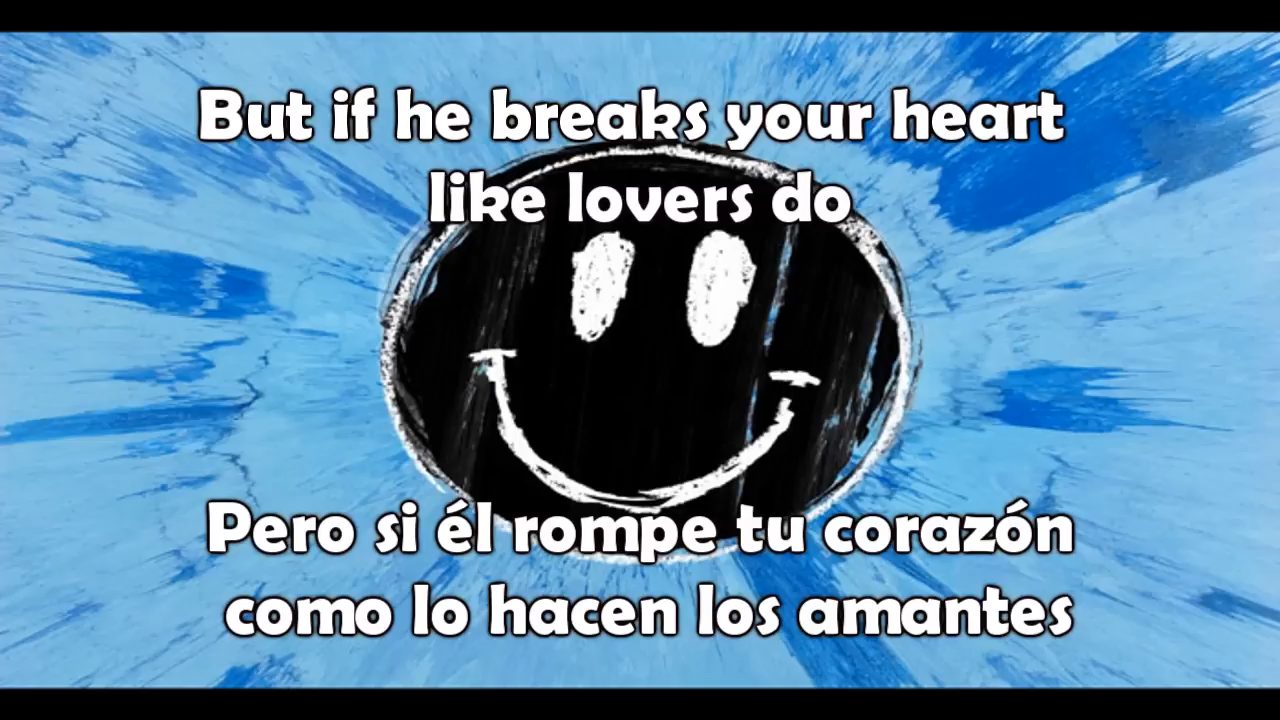 But if he breaks your heart
like lovers do
Pero si él rompe tu corazón
como lo hacen los amantes